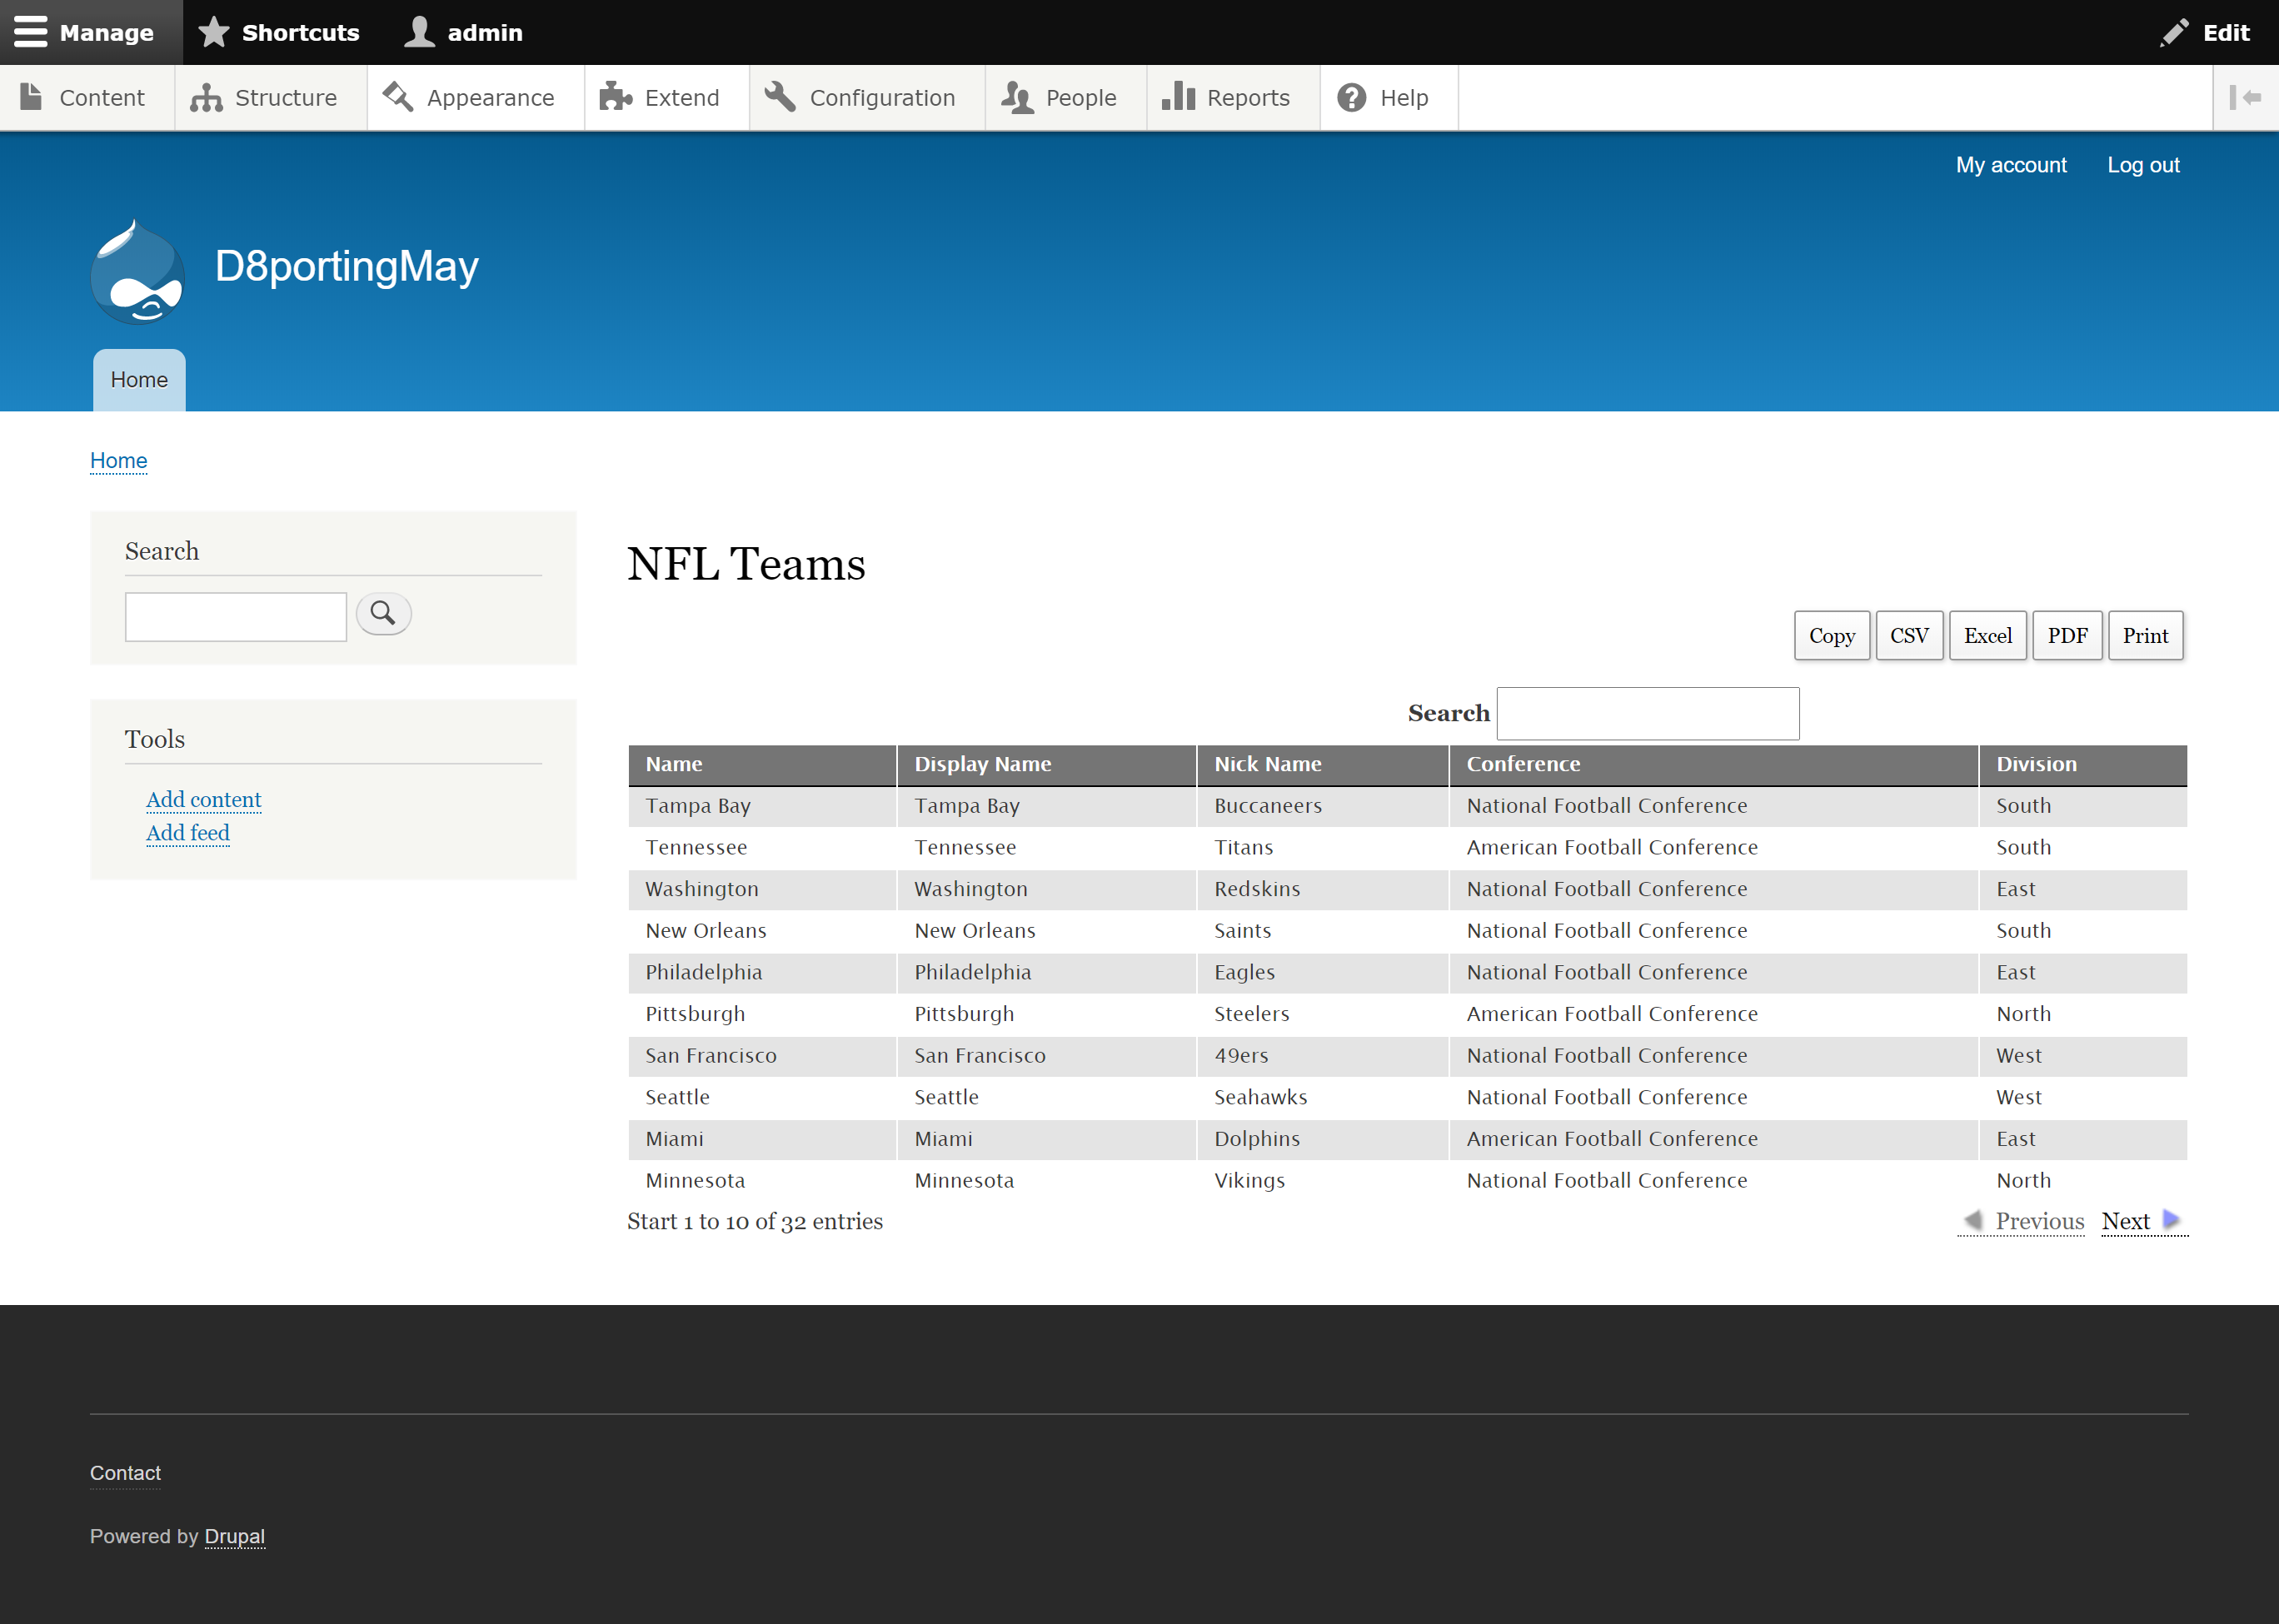 Manage Shortcuts admin Edit
Content Structure Appearance Extend Configuration People Reports Help
My account Log out
D8portingMay
Home
Home
Search
Tools
Add content
Add feed
NFL Teams
Copy CSV Excel PDF Print
Search
Name Display Name Nick Name Conference Division
Tampa Bay Tampa Bay Buccaneers National Football Conference South
Tennessee Tennessee Titans American Football Conference South
Washington Washington Redskins National Football Conference East
New Orleans New Orleans Saints National Football Conference South
Philadelphia Philadelphia Eagles National Football Conference East
Pittsburgh Pittsburgh Steelers American Football Conference North
San Francisco San Francisco 49ers National Football Conference West
Seattle Seattle Seahawks National Football Conference West
Miami Miami Dolphins American Football Conference East
Minnesota Minnesota Vikings National Football Conference North
Start 1 to 10 of 32 entries Previous Next
Contact
Powered by Drupal